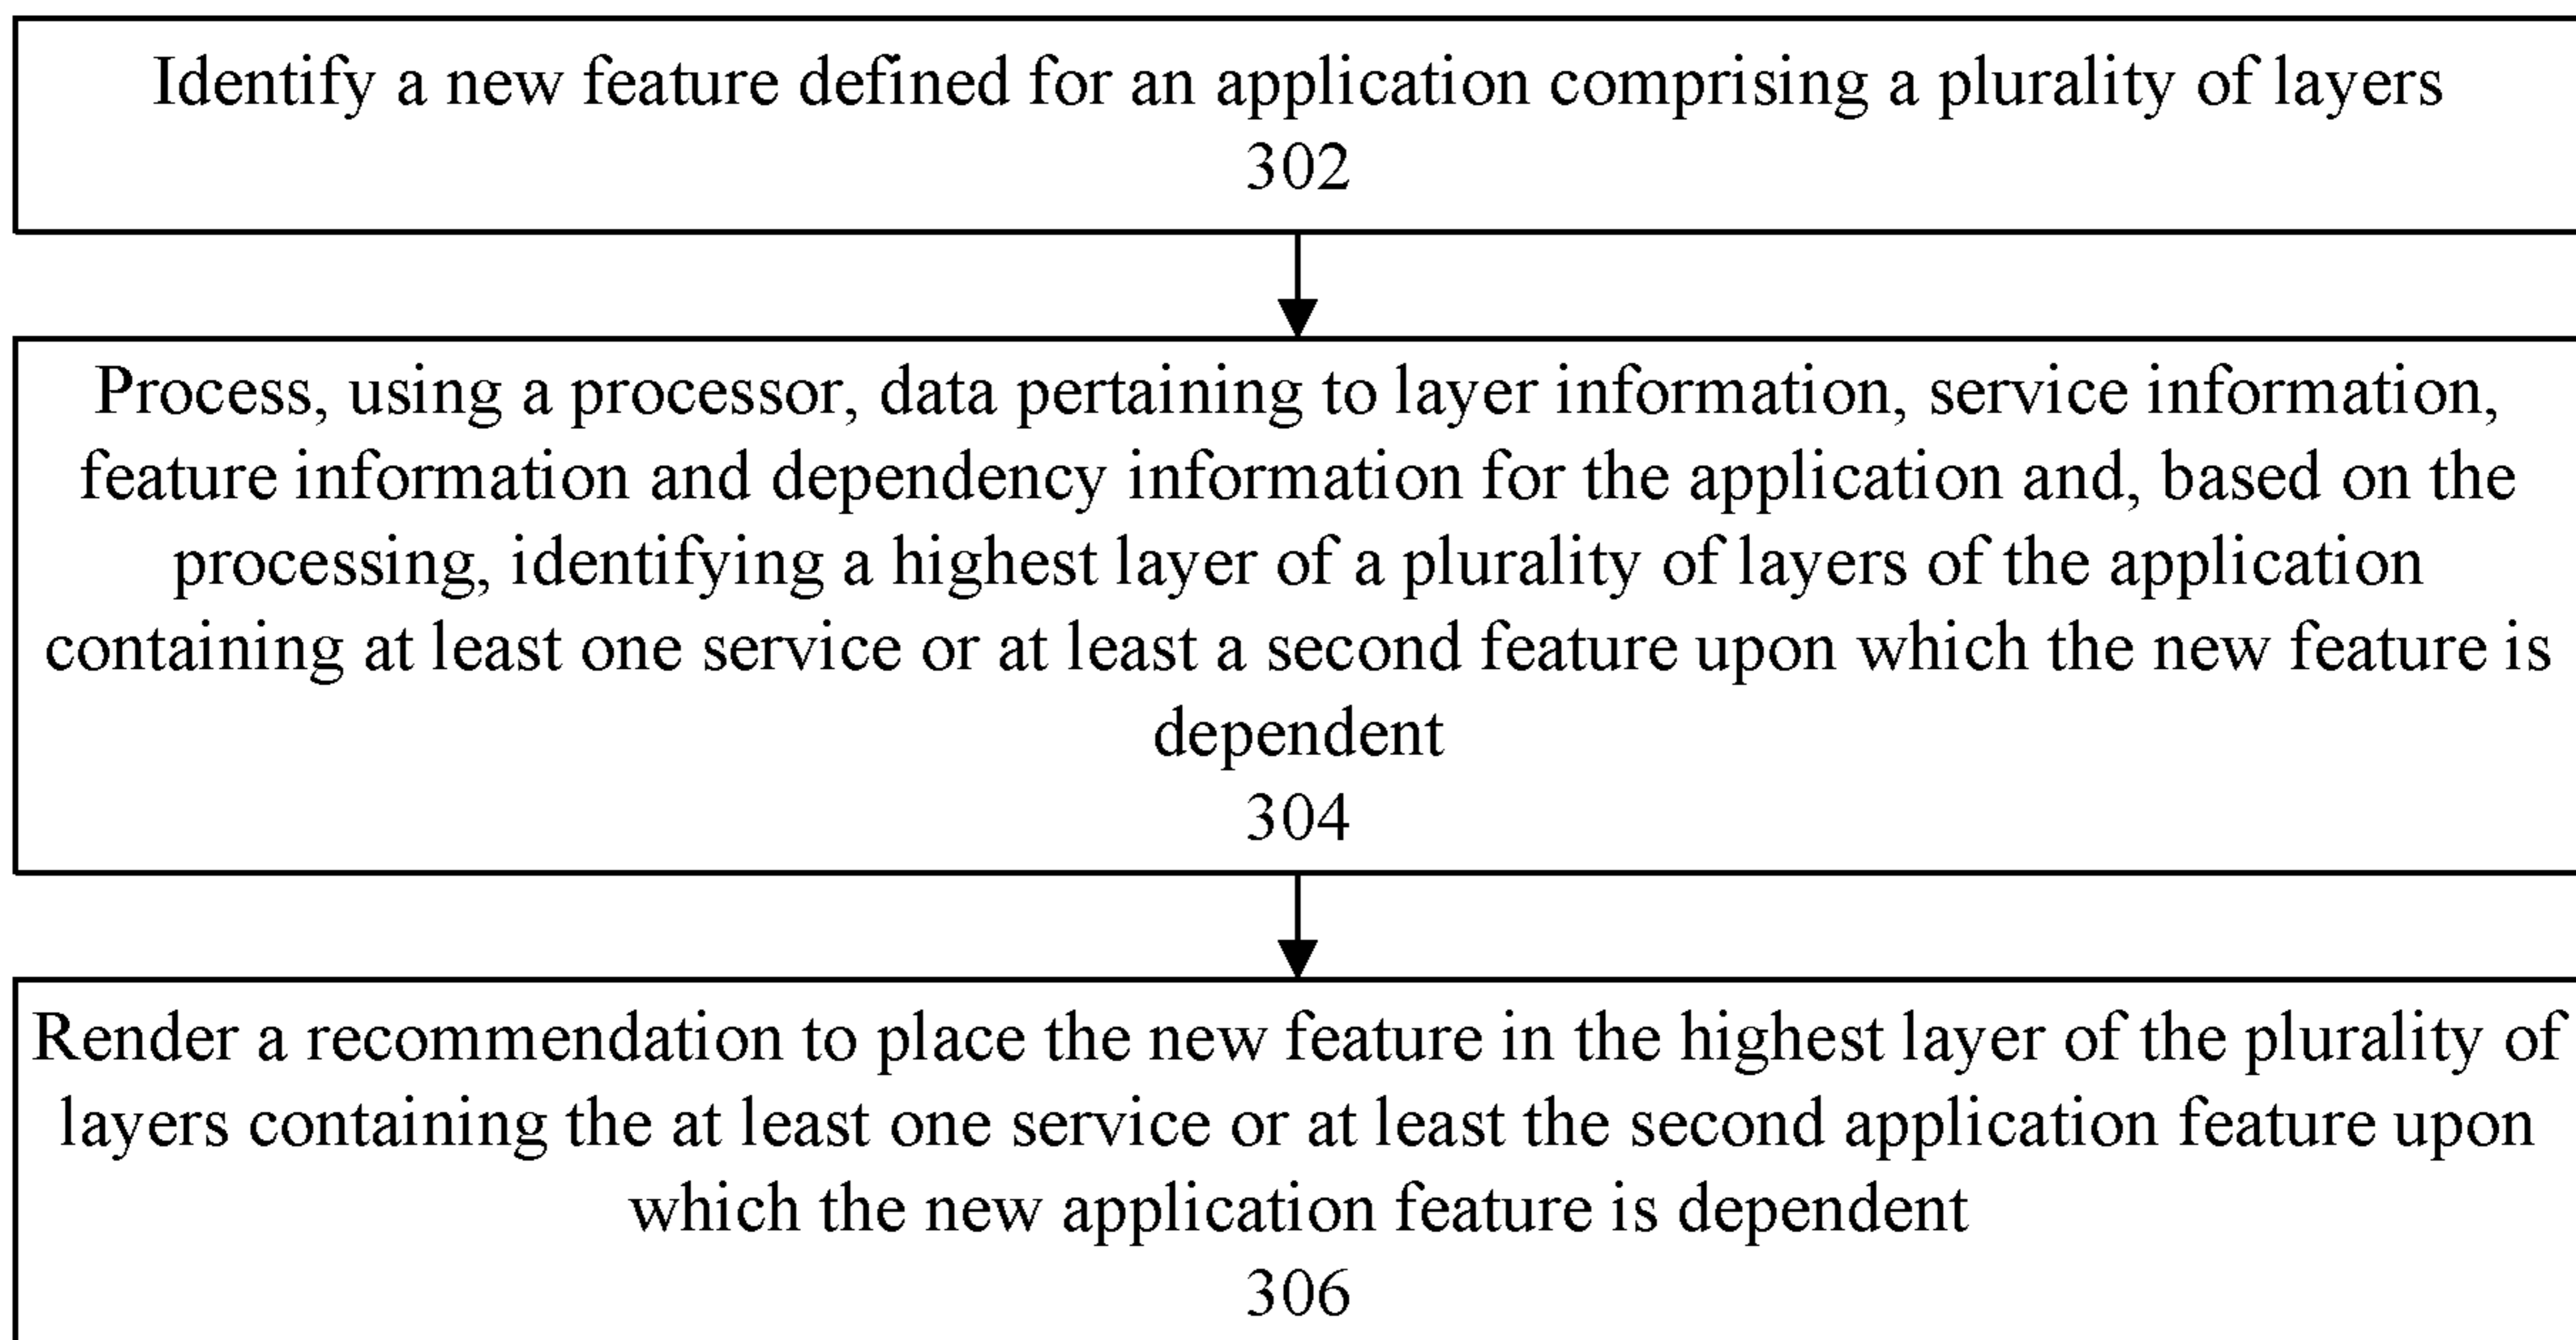 Identify a new feature defined for an application comprising a plurality of layers
302
Process, using a processor, data pertaining to layer information, service information,
feature information and dependency information for the application and, based on the
processing, identifying a highest layer of a plurality of layers of the application
containing at least one service or at least a second feature upon which the new feature is
dependent
304
Render a recommendation to place the new feature in the highest layer of the plurality of
layers containing the at least one service or at least the second application feature upon
which the new application feature is dependent
306